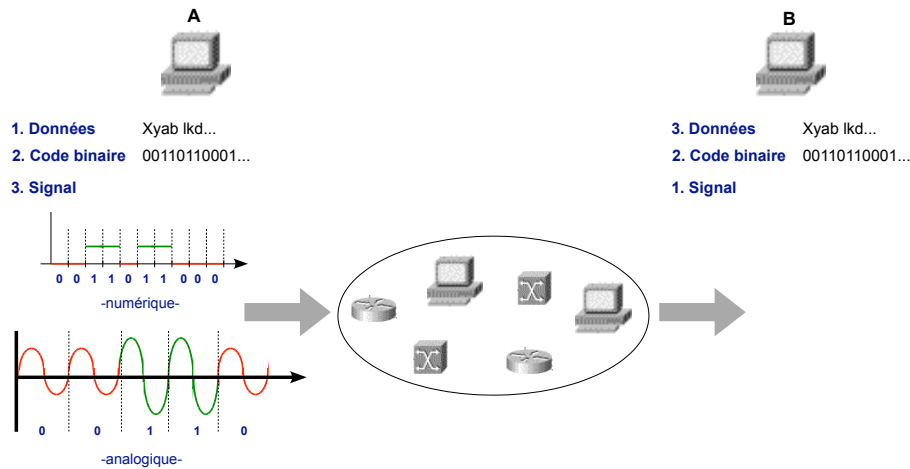 A
B
1. Données Xyab lkd...
2. Code binaire 00110110001...
3. Signal
3. Données Xyab lkd...
2. Code binaire 00110110001...
1. Signal
0 0 1 1 0 1 1 0 0 0
-numérique-
0 0 1 1 0
-analogique-